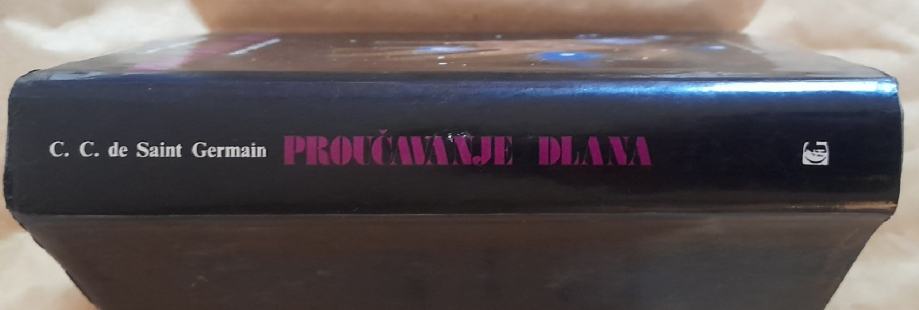 C. C. de Saint Germain PROUČAVANJE DLANA